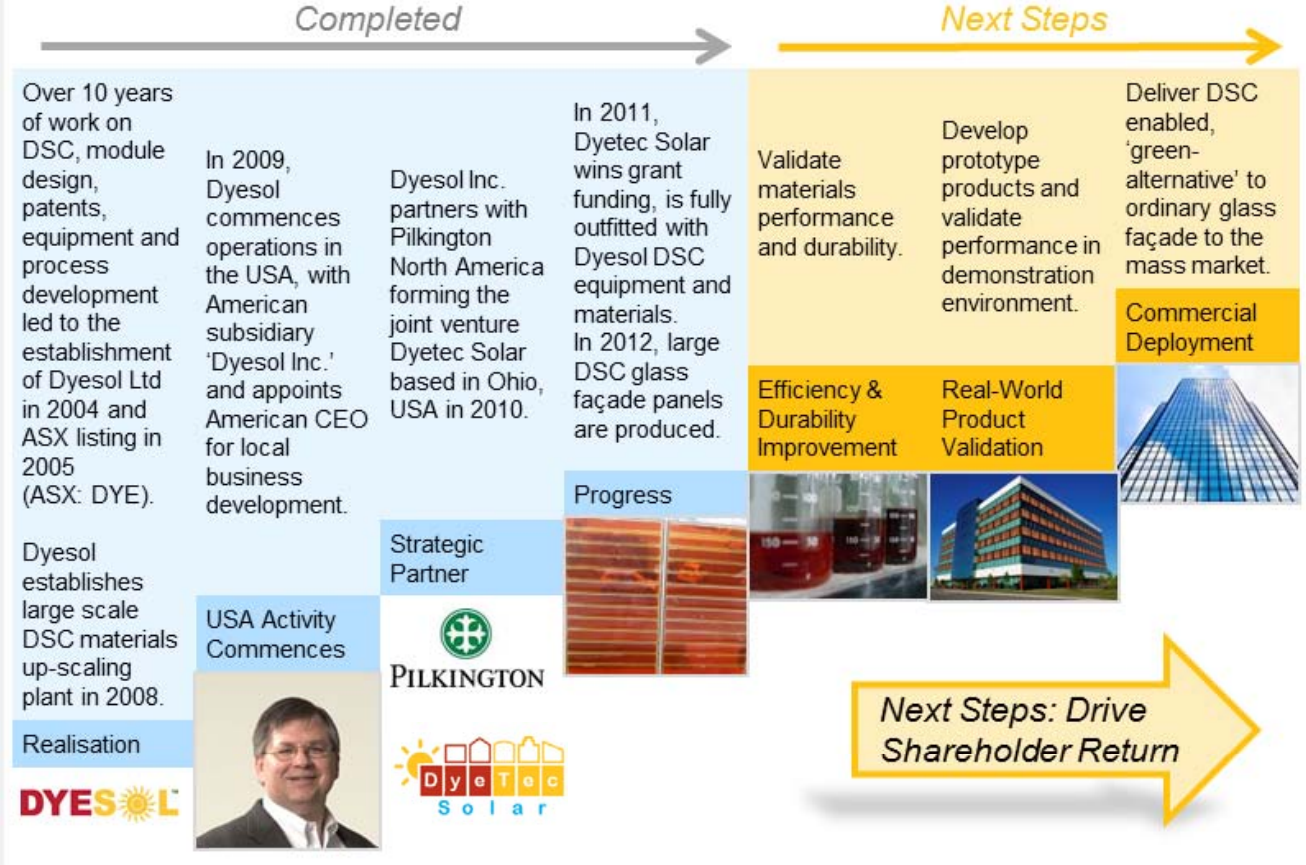 Completed
Next Steps
Over 10 years
of work on
DSC, module
design,
patents,
equipment and
process
development
led to the
establishment
of Dyesol Ltd
in 2004 and
ASX listing in
2005
(ASX: DYE).
Dyesol
establishes
large scale
DSC materials
up-scaling
plant in 2008.
Realisation
DYESOL™
In 2009,
Dyesol
commences
operations in
the USA, with
American
subsidiary
‘Dyesol Inc.’
and appoints
American CEO
for local
business
development.
USA Activity
Commences
Dyesol Inc.
partners with
Pilkington
North America
forming the
joint venture
Dyetec Solar
based in Ohio,
USA in 2010.
Strategic
Partner
PILKINGTON
DyeTec
Solar
In 2011,
Dyetec Solar
wins grant
funding, is fully
outfitted with
Dyesol DSC
equipment and
materials.
In 2012, large
DSC glass
façade panels
are produced.
Progress
Validate
materials
performance
and durability.
Efficiency &
Durability
Improvement
Develop
prototype
products and
validate
performance in
demonstration
environment.
Real-World
Product
Validation
Deliver DSC
enabled,
‘green-
alternative’ to
ordinary glass
façade to the
mass market.
Commercial
Deployment
Next Steps: Drive
Shareholder Return